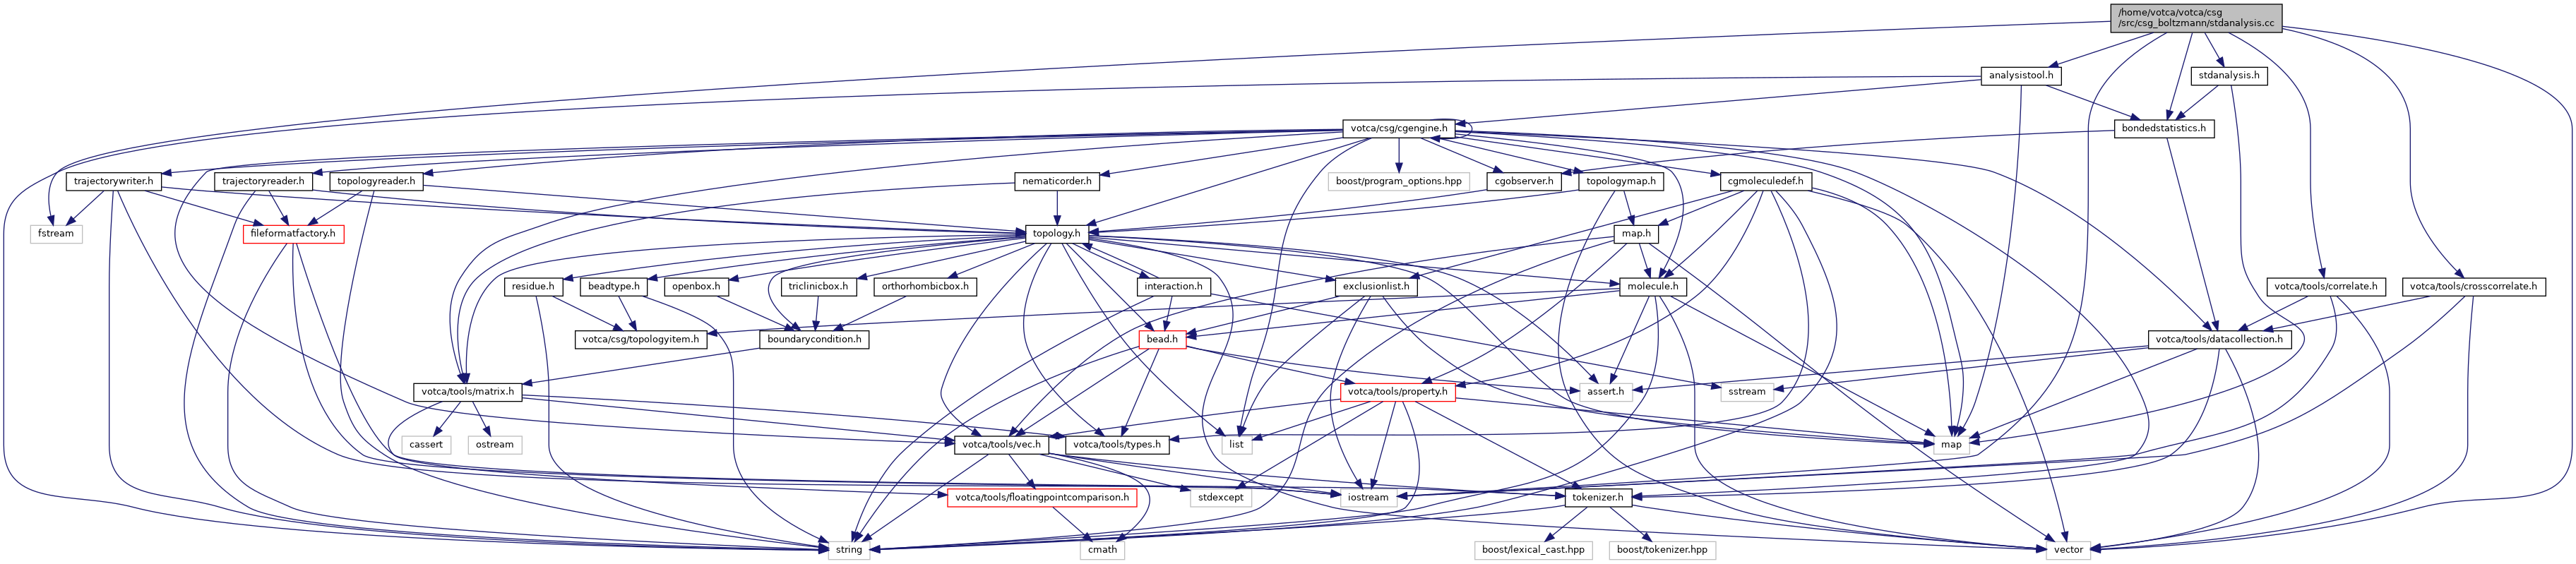 /home/votca/votca/csg
/src/csg_boltzmann/stdanalysis.cc
analysistool.h
stdanalysis.h
votca/csg/cgengine.h
bondedstatistics.h
trajectorywriter.h
trajectoryreader.h
topologyreader.h
nematicorder.h
boost/program_options.hpp
cgobserver.h
topologymap.h
cgmoleculedef.h
fstream
fileformatfactory.h
topology.h
map.h
residue.h
beadtype.h
openbox.h
triclinicbox.h
orthorhombicbox.h
interaction.h
exclusionlist.h
molecule.h
votca/tools/correlate.h
votca/tools/crosscorrelate.h
votca/csg/topologyitem.h
boundarycondition.h
bead.h
votca/tools/datacollection.h
votca/tools/matrix.h
votca/tools/property.h
assert.h
sstream
cassert
ostream
votca/tools/vec.h
votca/tools/types.h
list
map
votca/tools/floatingpointcomparison.h
stdexcept
iostream
tokenizer.h
string
cmath
boost/lexical_cast.hpp
boost/tokenizer.hpp
vector